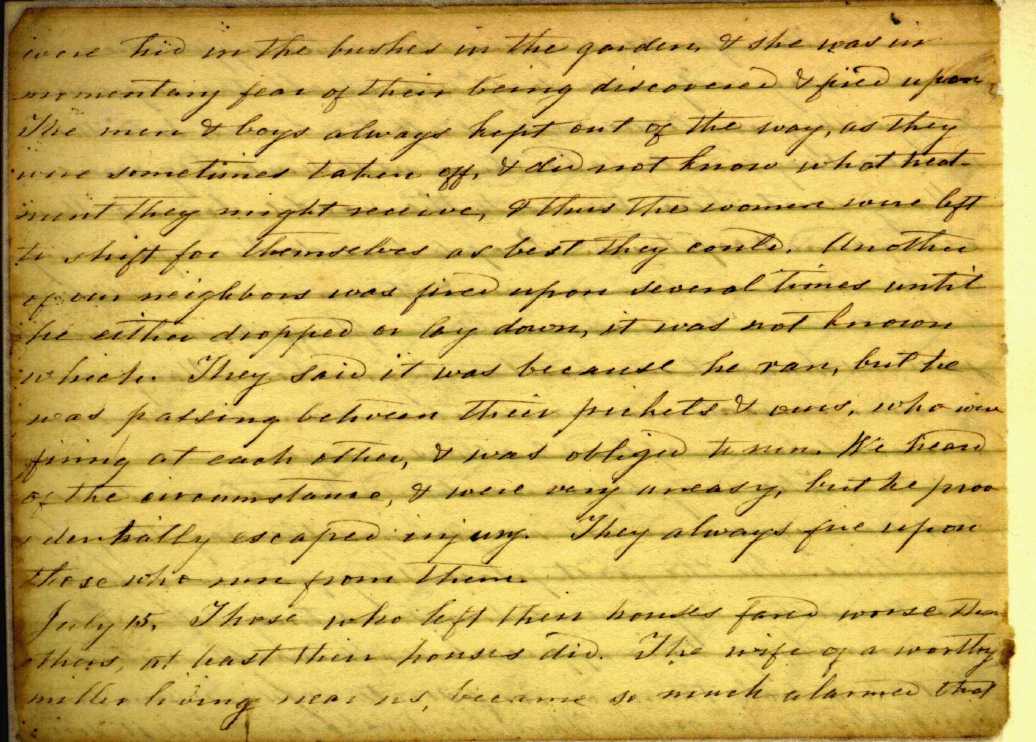 were hid in the bushes in the garden, & she was in
momentary fear of their being discovered & fired upon
The men & boys always kept out of the way, as they
were sometimes taken off, & did not know what treat-
ment they might receive, & thus the women were left
to shift for themselves as best they could. Another
of our neighbors was fired upon several times until
he either dropped or lay down, it was not known
which. They said it was because he ran, but he
was passing between their pickets & ours, who were
firing at each other, & was obliged to run. We heard
of the circumstance, & were very uneasy, but he prov
identially escaped injury. They always fire upon
those who run from them.
July 15. Those who left their houses fared worse than
others, at least their houses did. The wife of a worthy
miller living near us, became so much alarmed that